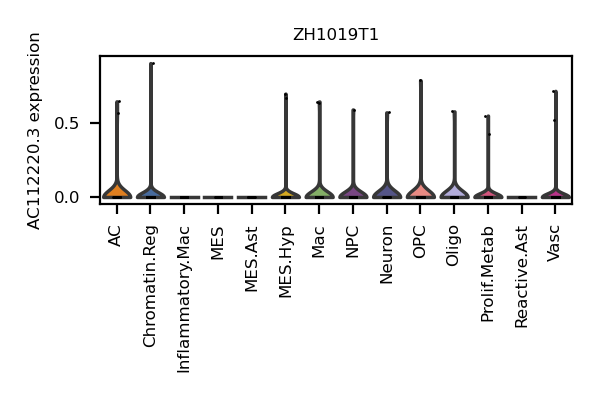 ZH1019T1
AC112220.3 expression
0.5
0.0
AC
Chromatin.Reg
Inflammatory.Mac
MES
MES.Ast
MES.Hyp
Mac
NPC
Neuron
OPC
Oligo
Prolif.Metab
Reactive.Ast
Vasc